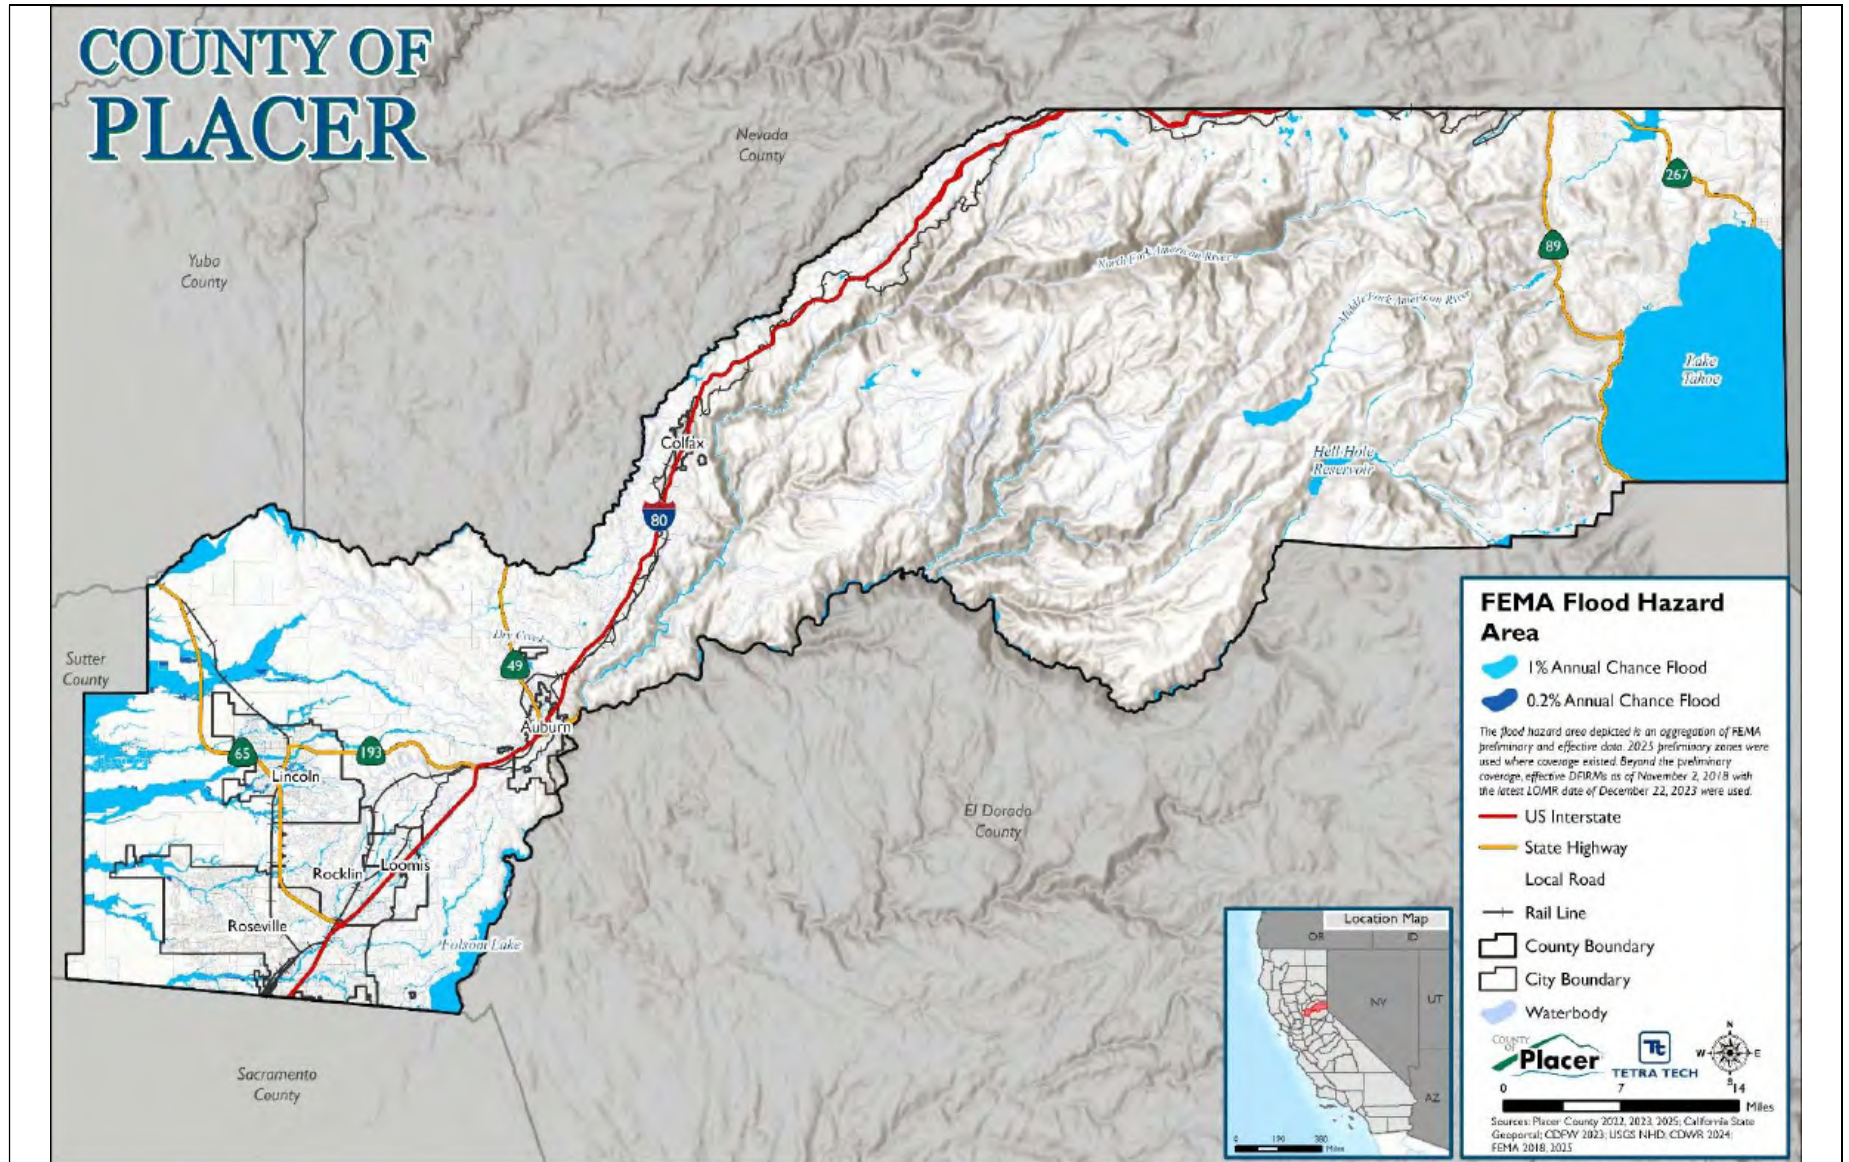 COUNTY OF
PLACER
Nevada
County
Yuba
County
267
89
North Fork American River
Middle Fork American River
Lake
Tahoe
Colfax
Hell Hole
Reservoir
80
Sutter
County
Dry Creek
49
Auburn
65
193
Lincoln
El Dorado
County
Loomis
Rocklin
Roseville
Folsom Lake
Sacramento
County
FEMA Flood Hazard
Area
1% Annual Chance Flood
0.2% Annual Chance Flood
The flood hazard area depicted is an aggregation of FEMA
preliminary and effective data. 2025 preliminary zones were
used where coverage existed. Beyond the preliminary
coverage, effective DFIRMs as of November 2, 2018 with
the latest LOMR date of December 22, 2023 were used.
US Interstate
State Highway
Local Road
Rail Line
County Boundary
City Boundary
Waterbody
COUNTY
OF
Placer
Tt
TETRA TECH
N
W E
S
0 7 14
Miles
Sources: Placer County 2022, 2023, 2025; California State
Geoportal; CDFW 2023; USGS NHD; CDWR 2024;
FEMA 2018, 2025
Location Map
OR ID
NV UT
AZ
0 190 380
Miles